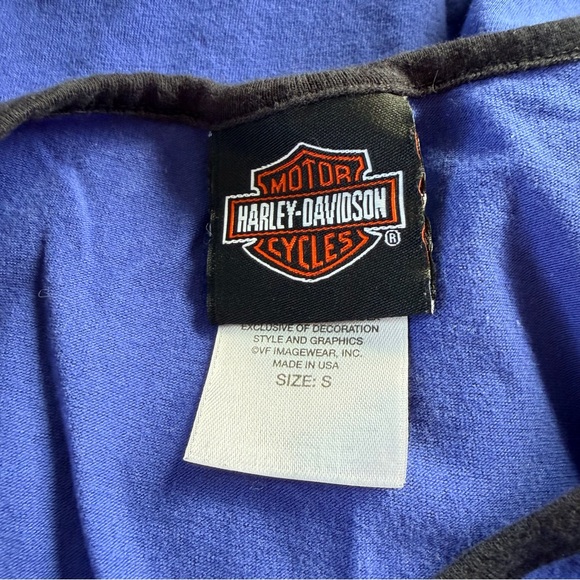 MOTOR
HARLEY-DAVIDSON
CYCLES ®
EXCLUSIVE OF DECORATION
STYLE AND GRAPHICS
©VF IMAGEWEAR, INC.
MADE IN USA
SIZE: S